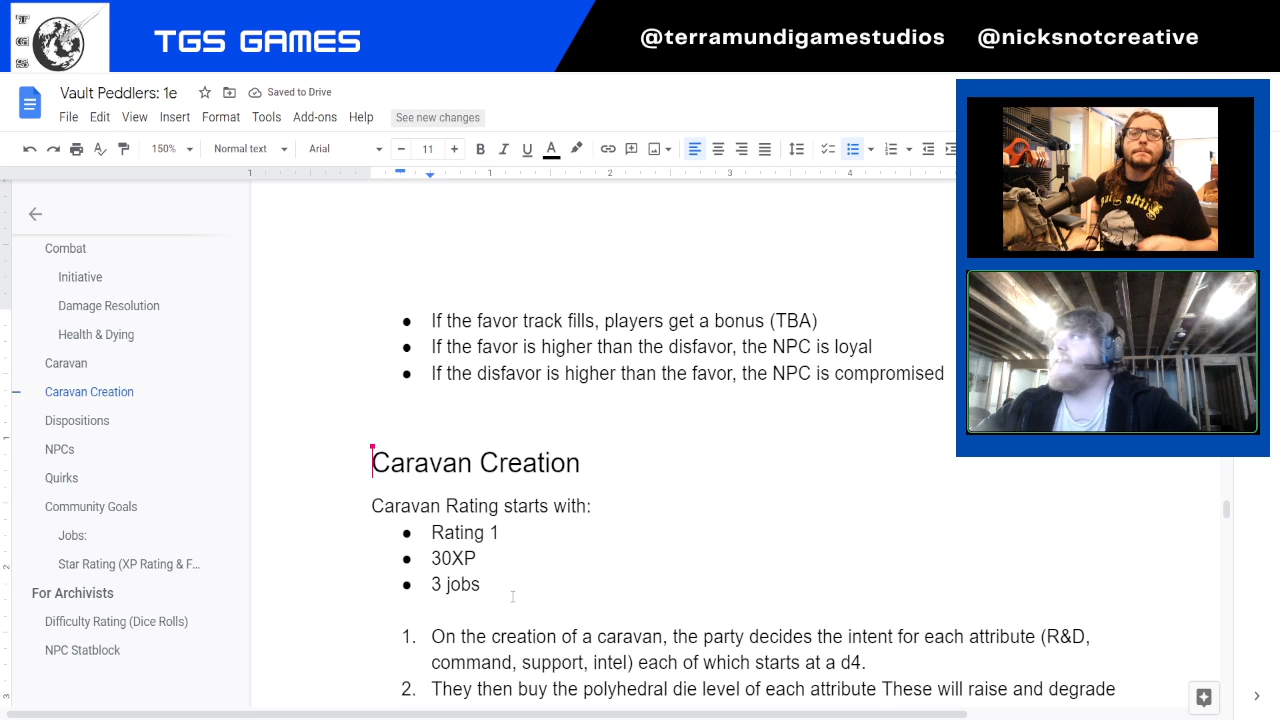 T
GS
S
TGS GAMES
@terramundigamestudios @nicksnotcreative
Vault Peddlers: 1e
Saved to Drive
File Edit View Insert Format Tools Add-ons Help See new changes
150% Normal text Arial 11
1 1 2 3 4
Combat
Initiative
Damage Resolution
Health & Dying
Caravan
Caravan Creation
Dispositions
NPCs
Quirks
Community Goals
Jobs:
Star Rating (XP Rating & F...
For Archivists
Difficulty Rating (Dice Rolls)
NPC Statblock
If the favor track fills, players get a bonus (TBA)
If the favor is higher than the disfavor, the NPC is loyal
If the disfavor is higher than the favor, the NPC is compromised
Caravan Creation
Caravan Rating starts with:
Rating 1
30XP
3 jobs
1. On the creation of a caravan, the party decides the intent for each attribute (R&D,
command, support, intel) each of which starts at a d4.
2. They then buy the polyhedral die level of each attribute These will raise and degrade